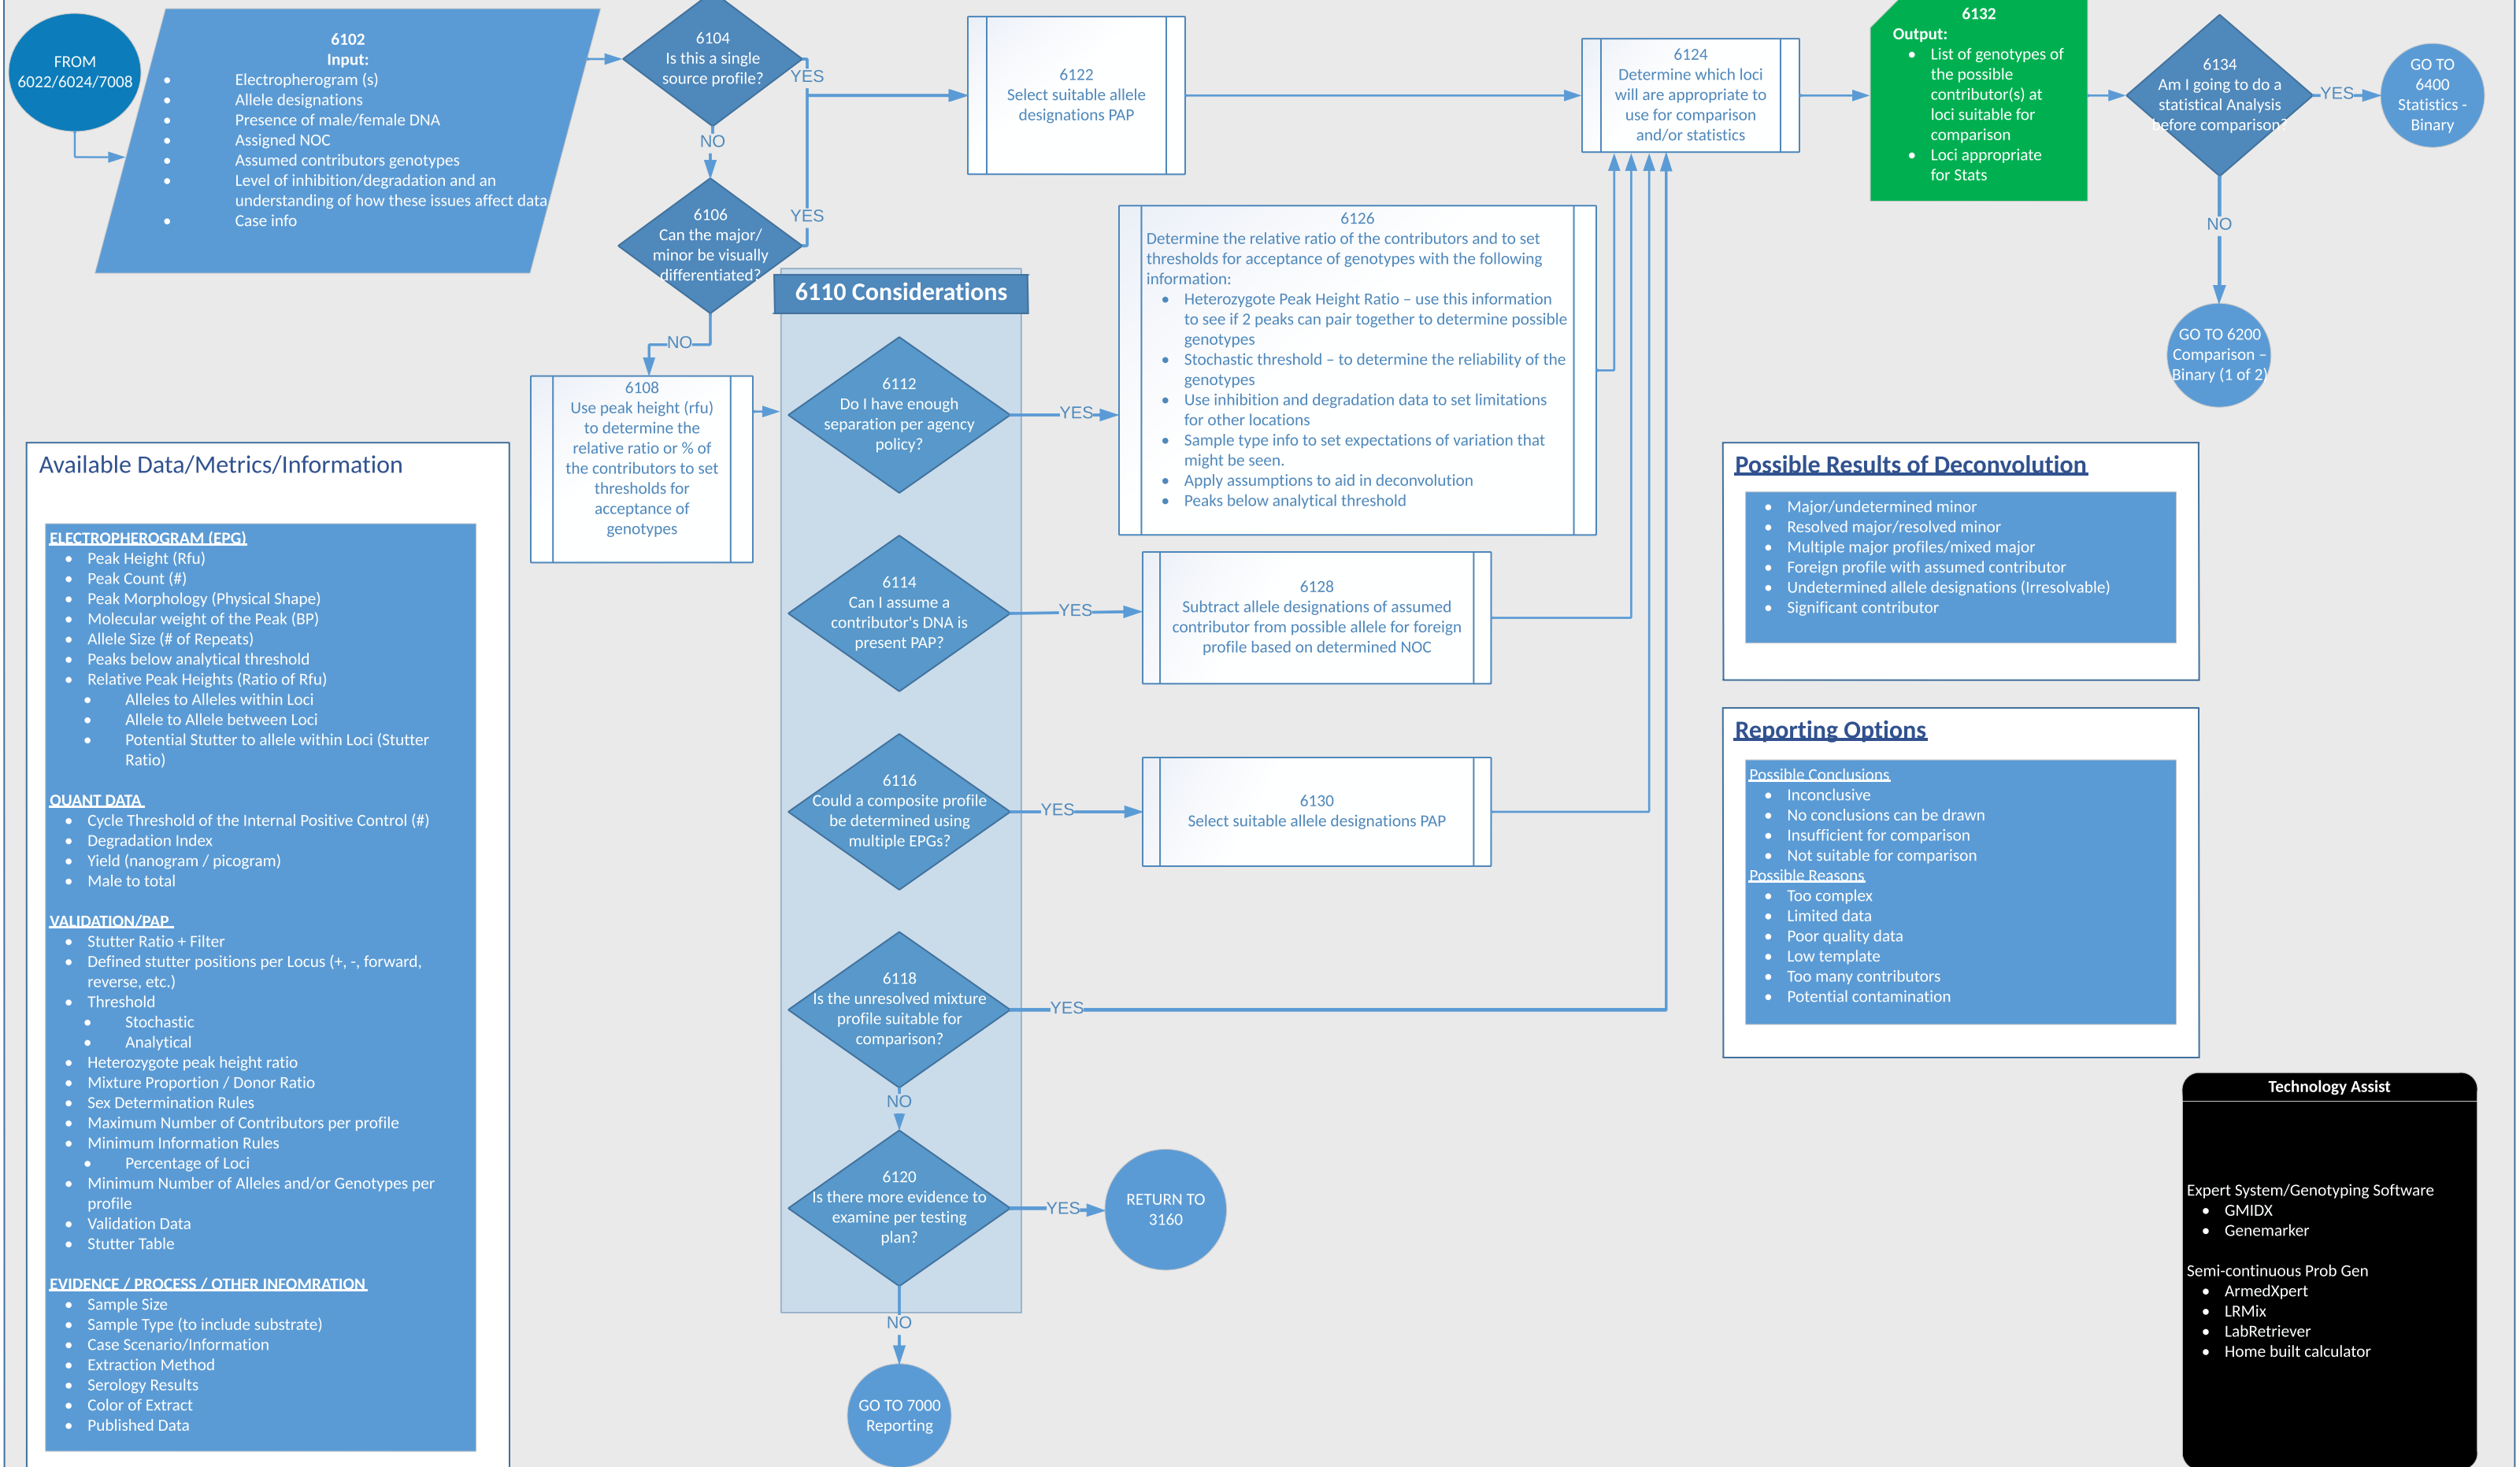 FROM
6022/6024/7008
6102
Input:
• Electropherogram (s)
• Allele designations
• Presence of male/female DNA
• Assigned NOC
• Assumed contributors genotypes
• Level of inhibition/degradation and an
understanding of how these issues affect data
• Case info
6104
Is this a single
source profile?
YES
NO
6106
Can the major/
minor be visually
differentiated?
YES
NO
6108
Use peak height (rfu)
to determine the
relative ratio or % of
the contributors to set
thresholds for
acceptance of
genotypes
6122
Select suitable allele
designations PAP
6124
Determine which loci
will are appropriate to
use for comparison
and/or statistics
6132
Output:
• List of genotypes of
the possible
contributor(s) at
loci suitable for
comparison
• Loci appropriate
for Stats
6134
Am I going to do a
statistical Analysis
before comparison?
YES
GO TO
6400
Statistics -
Binary
NO
GO TO 6200
Comparison –
Binary (1 of 2)
6110 Considerations
6112
Do I have enough
separation per agency
policy?
YES
6126
Determine the relative ratio of the contributors and to set
thresholds for acceptance of genotypes with the following
information:
• Heterozygote Peak Height Ratio – use this information
to see if 2 peaks can pair together to determine possible
genotypes
• Stochastic threshold – to determine the reliability of the
genotypes
• Use inhibition and degradation data to set limitations
for other locations
• Sample type info to set expectations of variation that
might be seen.
• Apply assumptions to aid in deconvolution
• Peaks below analytical threshold
6114
Can I assume a
contributor's DNA is
present PAP?
YES
6128
Subtract allele designations of assumed
contributor from possible allele for foreign
profile based on determined NOC
6116
Could a composite profile
be determined using
multiple EPGs?
YES
6130
Select suitable allele designations PAP
6118
Is the unresolved mixture
profile suitable for
comparison?
YES
NO
6120
Is there more evidence to
examine per testing
plan?
YES
RETURN TO
3160
NO
GO TO 7000
Reporting
Available Data/Metrics/Information
ELECTROPHEROGRAM (EPG)
• Peak Height (Rfu)
• Peak Count (#)
• Peak Morphology (Physical Shape)
• Molecular weight of the Peak (BP)
• Allele Size (# of Repeats)
• Peaks below analytical threshold
• Relative Peak Heights (Ratio of Rfu)
• Alleles to Alleles within Loci
• Allele to Allele between Loci
• Potential Stutter to allele within Loci (Stutter
Ratio)
QUANT DATA
• Cycle Threshold of the Internal Positive Control (#)
• Degradation Index
• Yield (nanogram / picogram)
• Male to total
VALIDATION/PAP
• Stutter Ratio + Filter
• Defined stutter positions per Locus (+, -, forward,
reverse, etc.)
• Threshold
• Stochastic
• Analytical
• Heterozygote peak height ratio
• Mixture Proportion / Donor Ratio
• Sex Determination Rules
• Maximum Number of Contributors per profile
• Minimum Information Rules
• Percentage of Loci
• Minimum Number of Alleles and/or Genotypes per
profile
• Validation Data
• Stutter Table
EVIDENCE / PROCESS / OTHER INFOMRATION
• Sample Size
• Sample Type (to include substrate)
• Case Scenario/Information
• Extraction Method
• Serology Results
• Color of Extract
• Published Data
Possible Results of Deconvolution
• Major/undetermined minor
• Resolved major/resolved minor
• Multiple major profiles/mixed major
• Foreign profile with assumed contributor
• Undetermined allele designations (Irresolvable)
• Significant contributor
Reporting Options
Possible Conclusions
• Inconclusive
• No conclusions can be drawn
• Insufficient for comparison
• Not suitable for comparison
Possible Reasons
• Too complex
• Limited data
• Poor quality data
• Low template
• Too many contributors
• Potential contamination
Technology Assist
Expert System/Genotyping Software
• GMIDX
• Genemarker
Semi-continuous Prob Gen
• ArmedXpert
• LRMix
• LabRetriever
• Home built calculator